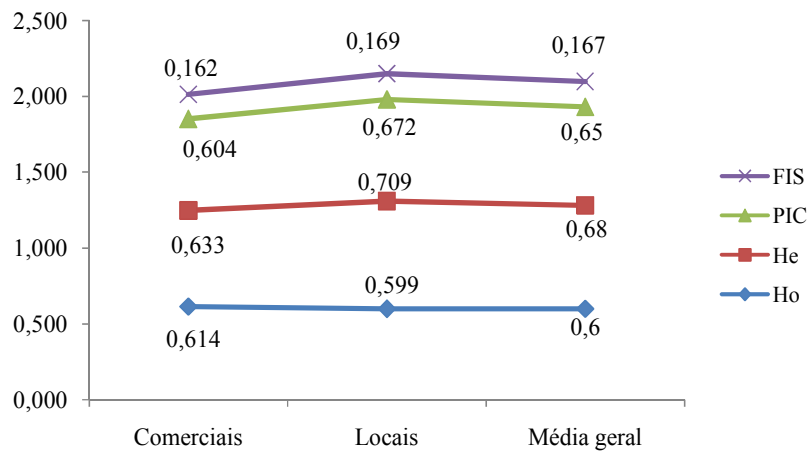 2,500
2,000
1,500
1,000
0,500
0,000
0,162
0,169
0,167
0,604
0,672
0,65
0,633
0,709
0,68
0,614
0,599
0,6
Comerciais
Locais
Média geral
FIS
PIC
He
Ho